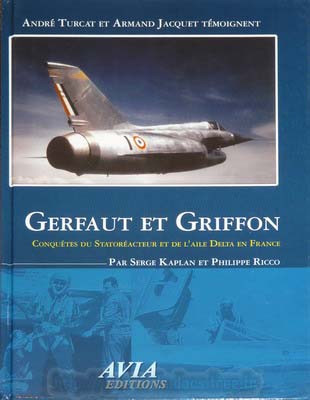 André Turcat et Armand Jacquet témoignent
Gerfaut et Griffon
Conquêtes du Statoréacteur et de l'aile Delta en France
Par Serge Kaplan et Philippe Ricco
AVIA
EDITIONS